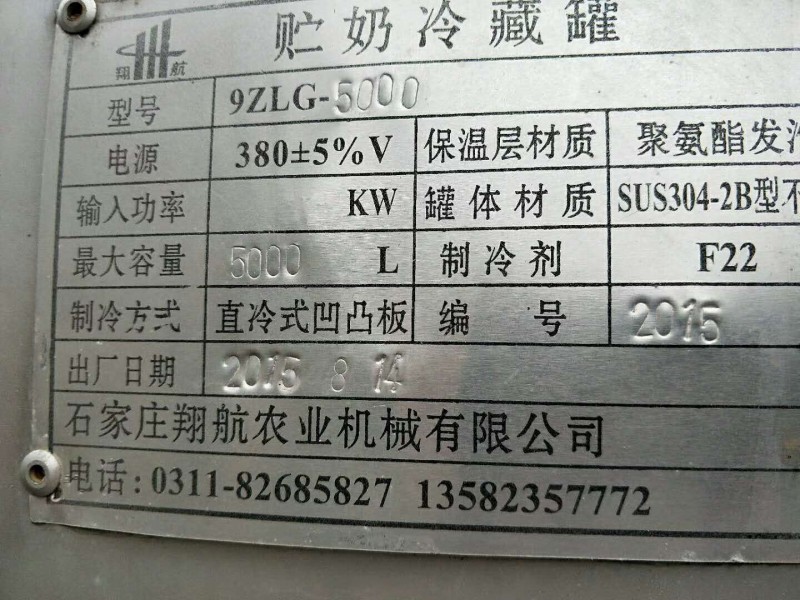 贮奶冷藏罐
翔 航
型号 9ZLG-5000
电源 380±5%V 保温层材质 聚氨酯发
输入功率 KW 罐体材质 SUS304-2B型不
最大容量 5000 L 制冷剂 F22
制冷方式 直冷式凹凸板 编号 2015
出厂日期 2015 8 14
石家庄翔航农业机械有限公司
电话:0311-82685827 13582357772